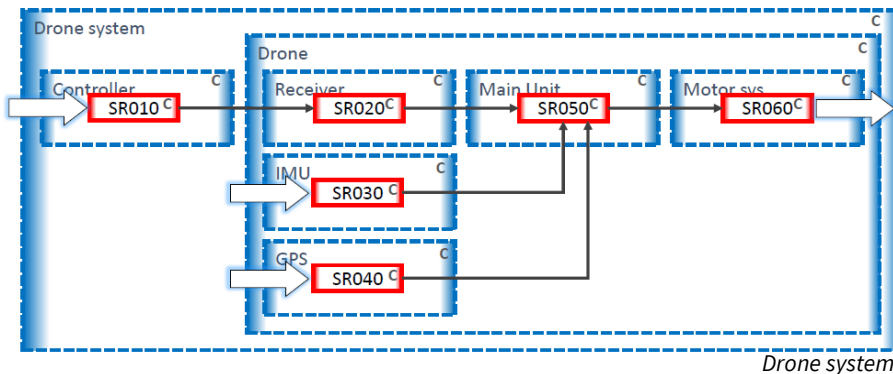 Drone system C
Drone C
Controller C
Receiver C
Main Unit C
Motor sys C
SR010 C
SR020 C
SR050 C
SR060 C
IMU C
SR030 C
GPS C
SR040 C
Drone system